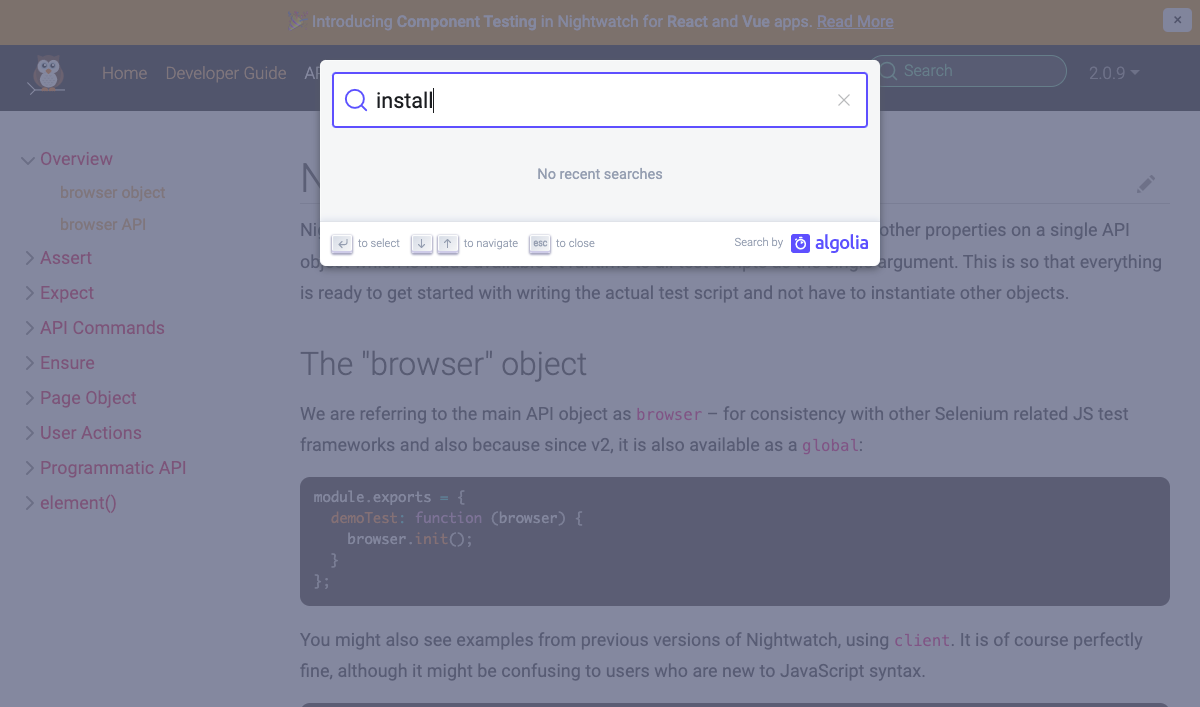 Introducing Component Testing in Nightwatch for React and Vue apps. Read More
Home Developer Guide
Search
2.0.9
install
No recent searches
to select
to navigate
esc to close
Search by algolia
Overview
browser object
browser API
Assert
Expect
API Commands
Ensure
Page Object
User Actions
Programmatic API
element()
other properties on a single API
argument. This is so that everything
is ready to get started with writing the actual test script and not have to instantiate other objects.
The "browser" object
We are referring to the main API object as browser – for consistency with other Selenium related JS test
frameworks and also because since v2, it is also available as a global:
module.exports = {
demoTest: function (browser) {
browser.init();
}
};
You might also see examples from previous versions of Nightwatch, using client. It is of course perfectly
fine, although it might be confusing to users who are new to JavaScript syntax.